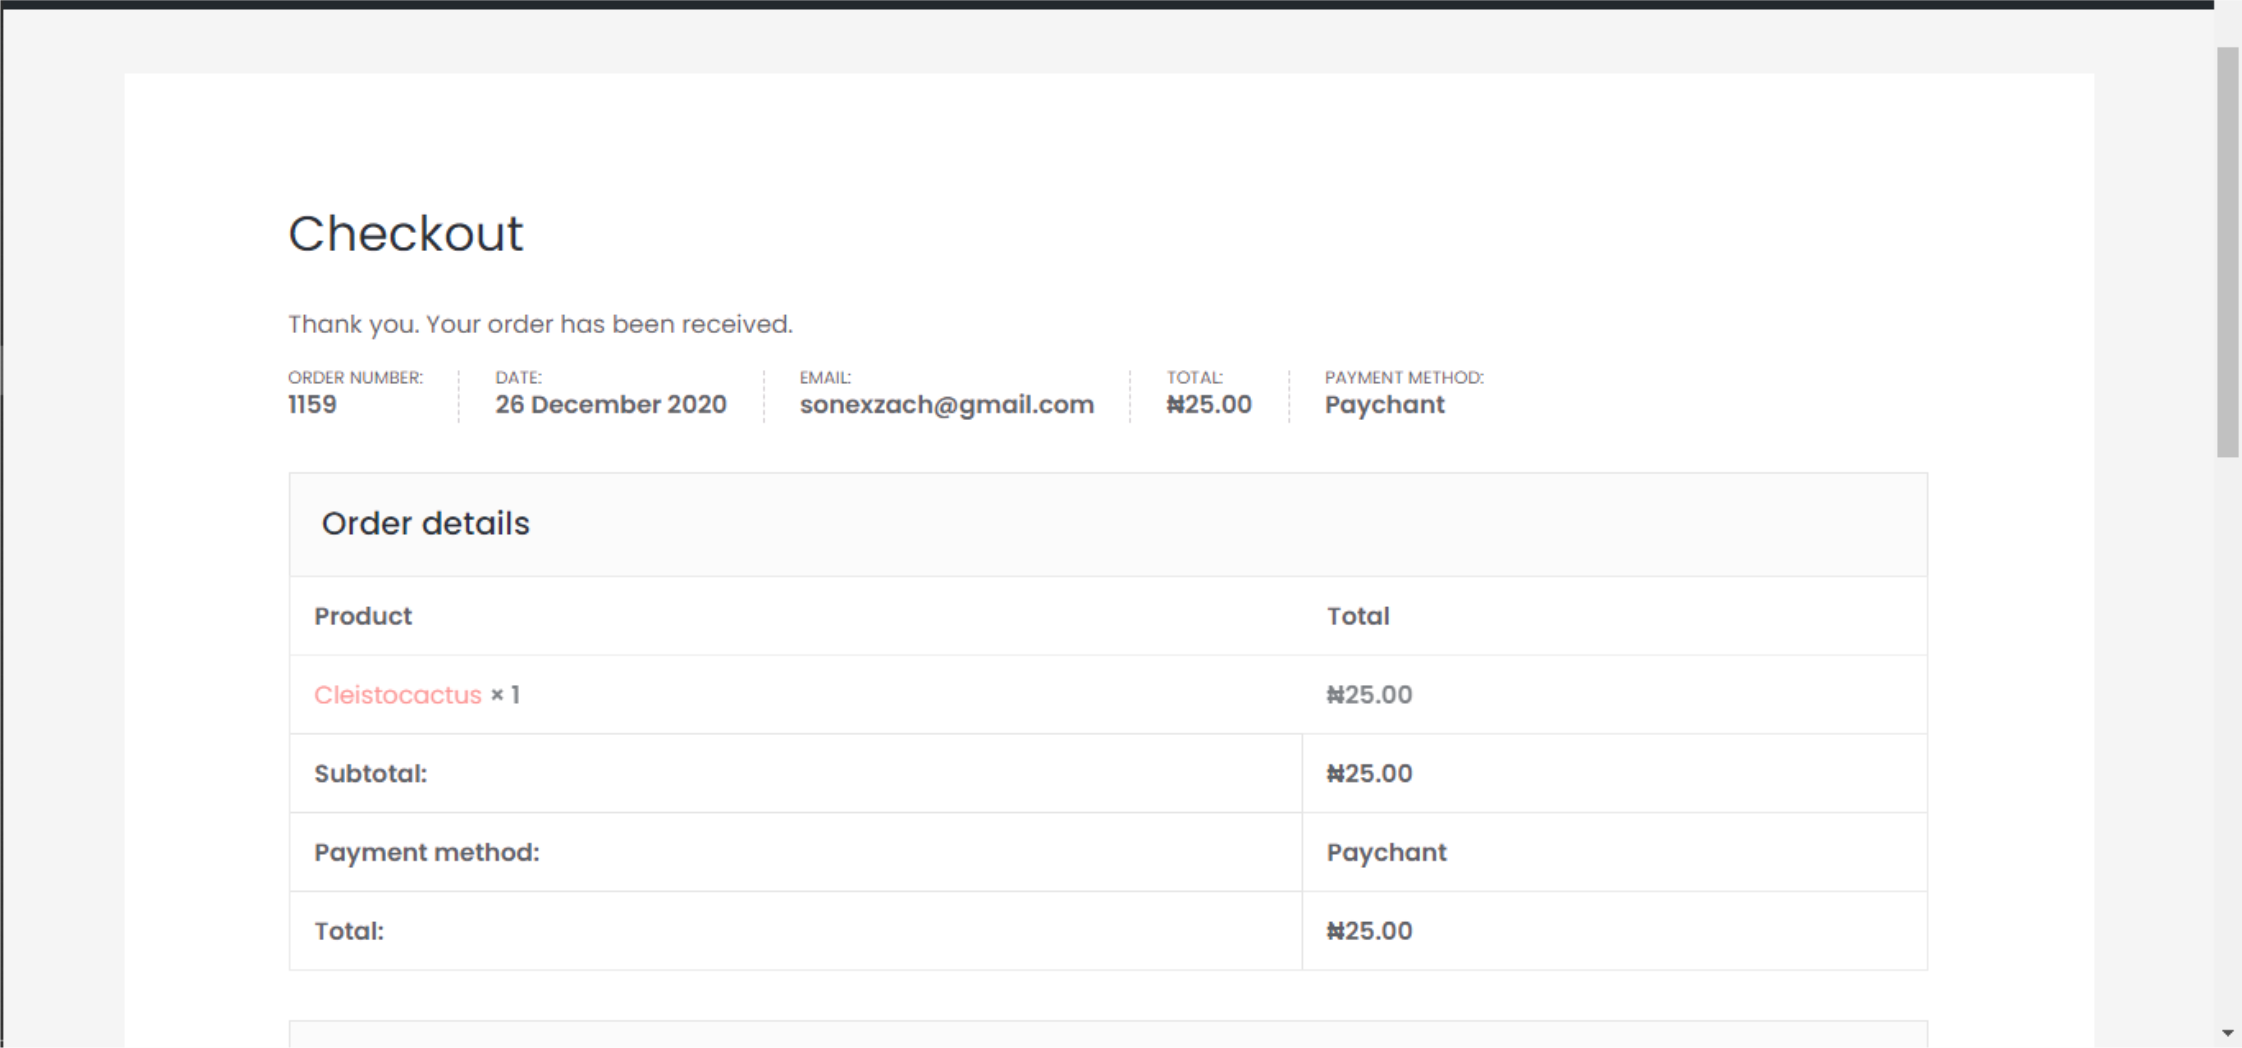 Checkout
Thank you. Your order has been received.
ORDER NUMBER: DATE: EMAIL: TOTAL: PAYMENT METHOD:
1159 26 December 2020 sonexzach@gmail.com ₦25.00 Paychant
Order details
Product Total
Cleistocactus × 1 ₦25.00
Subtotal: ₦25.00
Payment method: Paychant
Total: ₦25.00